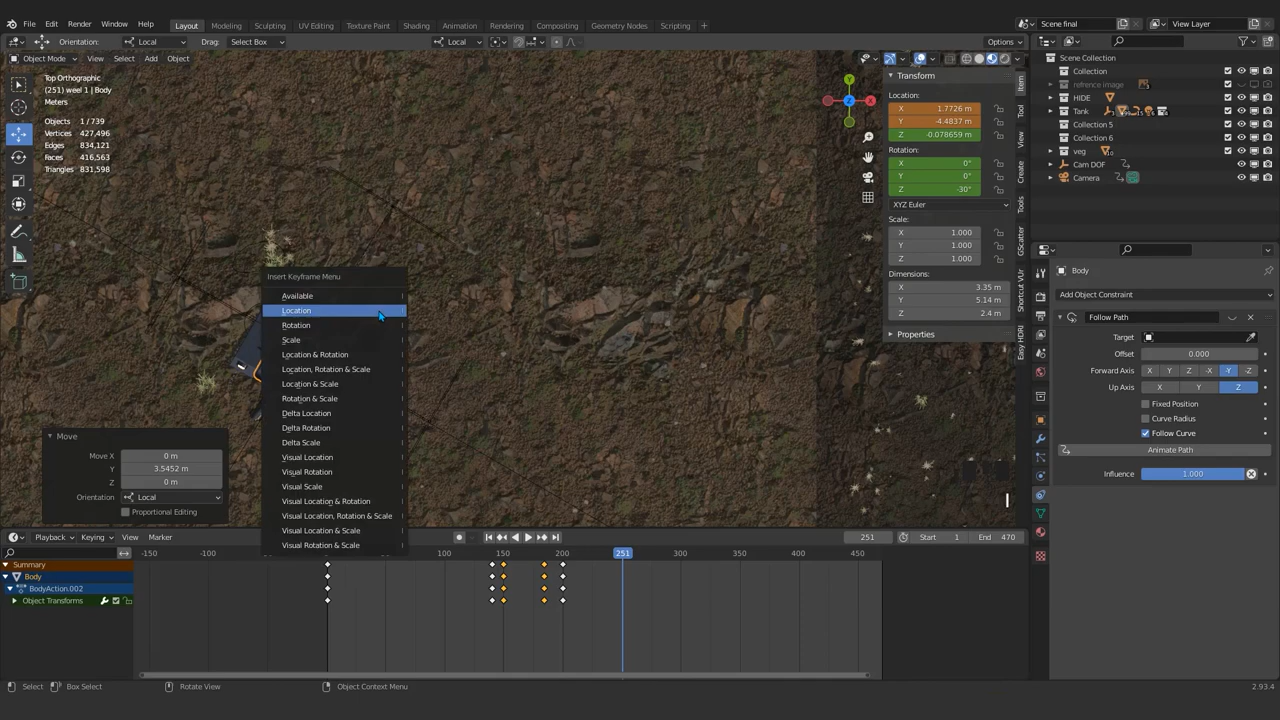 File Edit Render Window Help Layout Modeling Sculpting UV Editing Texture Paint Shading Animation Rendering Compositing Geometry Nodes Scripting + Scene final View Layer
Orientation: Local Drag: Select Box Local Options
Object Mode View Select Add Object
Top Orthographic
(251) weel 1 | Body
Meters
Objects 1 / 739
Vertices 427,496
Edges 834,121
Faces 416,563
Triangles 831,598
Y
X
Z
Transform
Location:
X 1.7726 m
Y -4.4837 m
Z -0.078659 m
Rotation:
X 0°
Y 0°
Z -30°
XYZ Euler
Scale:
X 1.000
Y 1.000
Z 1.000
Dimensions:
X 3.35 m
Y 5.14 m
Z 2.4 m
Properties
Item
Tool
View
Create
Tools
GScatter
Shortcut VUr
Easy HDRI
Scene Collection
Collection
refrence image
HIDE
Tank
Collection 5
Collection 6
veg
Cam DOF
Camera
Body
Add Object Constraint
Follow Path
Target
Offset 0.000
Forward Axis X Y Z -X -Y -Z
Up Axis X Y Z
Fixed Position
Curve Radius
Follow Curve
Animate Path
Influence 1.000
Insert Keyframe Menu
Available I
Location I
Rotation I
Scale I
Location & Rotation I
Location, Rotation & Scale I
Location & Scale I
Rotation & Scale I
Delta Location I
Delta Rotation I
Delta Scale I
Visual Location I
Visual Rotation I
Visual Scale I
Visual Location & Rotation I
Visual Location, Rotation & Scale I
Visual Location & Scale I
Visual Rotation & Scale I
Move
Move X 0 m
Y 3.5452 m
Z 0 m
Orientation Local
Proportional Editing
Playback Keying View Marker 251 Start 1 End 470
-150 -100 100 150 200 251 300 350 400 450
Summary
Body
BodyAction.002
Object Transforms
Select Box Select Rotate View Object Context Menu 2.93.4